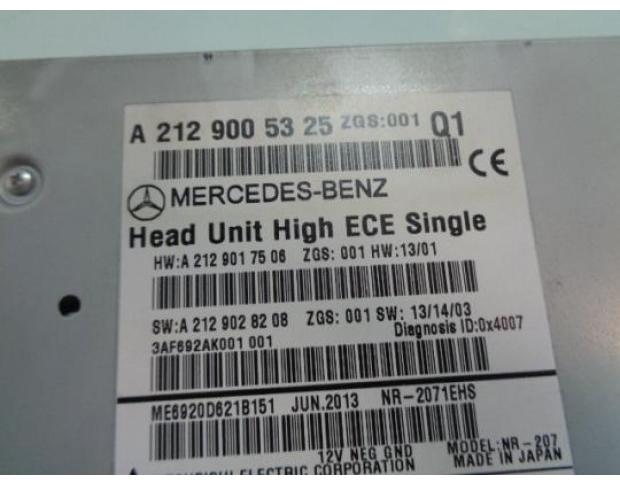 A 212 900 53 25 ZGS:001 Q1
CE
MERCEDES-BENZ
Head Unit High ECE Single
HW:A 212 901 75 06 ZGS: 001 HW:13/01
SW:A 212 902 82 08 ZGS: 001 SW: 13/14/03
Diagnosis ID:0x4007
3AF692AK001 001
ME6920D621B151 JUN.2013 NR-2071EHS
12V NEG GND MODEL:NR-207
ELECTRIC CORPORATION MADE IN JAPAN